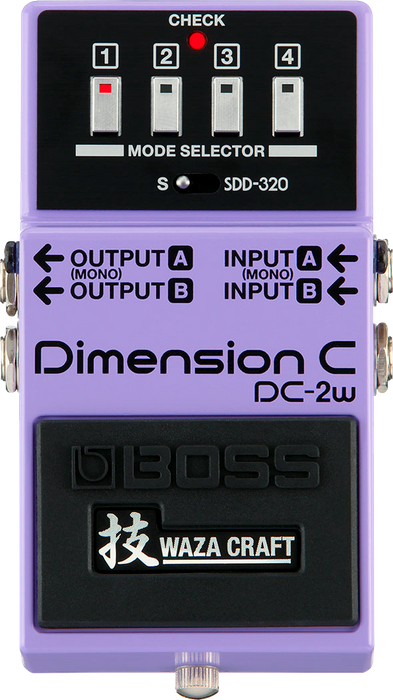 CHECK
1 2 3 4
MODE SELECTOR
S SDD-320
OUTPUT A INPUT A
(MONO) (MONO)
OUTPUT B INPUT B
Dimension C
DC-2w
BOSS
技 WAZA CRAFT